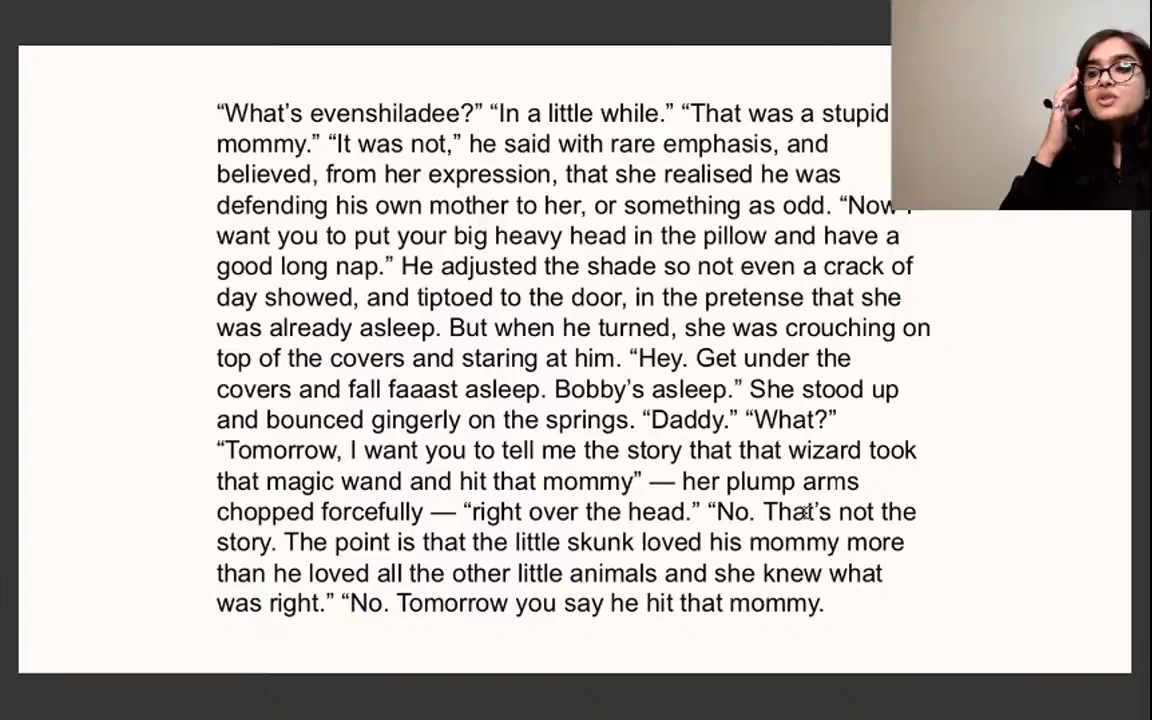 “What’s evenshiladee?” “In a little while.” “That was a stupid
mommy.” “It was not,” he said with rare emphasis, and
believed, from her expression, that she realised he was
defending his own mother to her, or something as odd. “Now I
want you to put your big heavy head in the pillow and have a
good long nap.” He adjusted the shade so not even a crack of
day showed, and tiptoed to the door, in the pretense that she
was already asleep. But when he turned, she was crouching on
top of the covers and staring at him. “Hey. Get under the
covers and fall faaast asleep. Bobby’s asleep.” She stood up
and bounced gingerly on the springs. “Daddy.” “What?”
“Tomorrow, I want you to tell me the story that that wizard took
that magic wand and hit that mommy” — her plump arms
chopped forcefully — “right over the head.” “No. That’s not the
story. The point is that the little skunk loved his mommy more
than he loved all the other little animals and she knew what
was right.” “No. Tomorrow you say he hit that mommy.